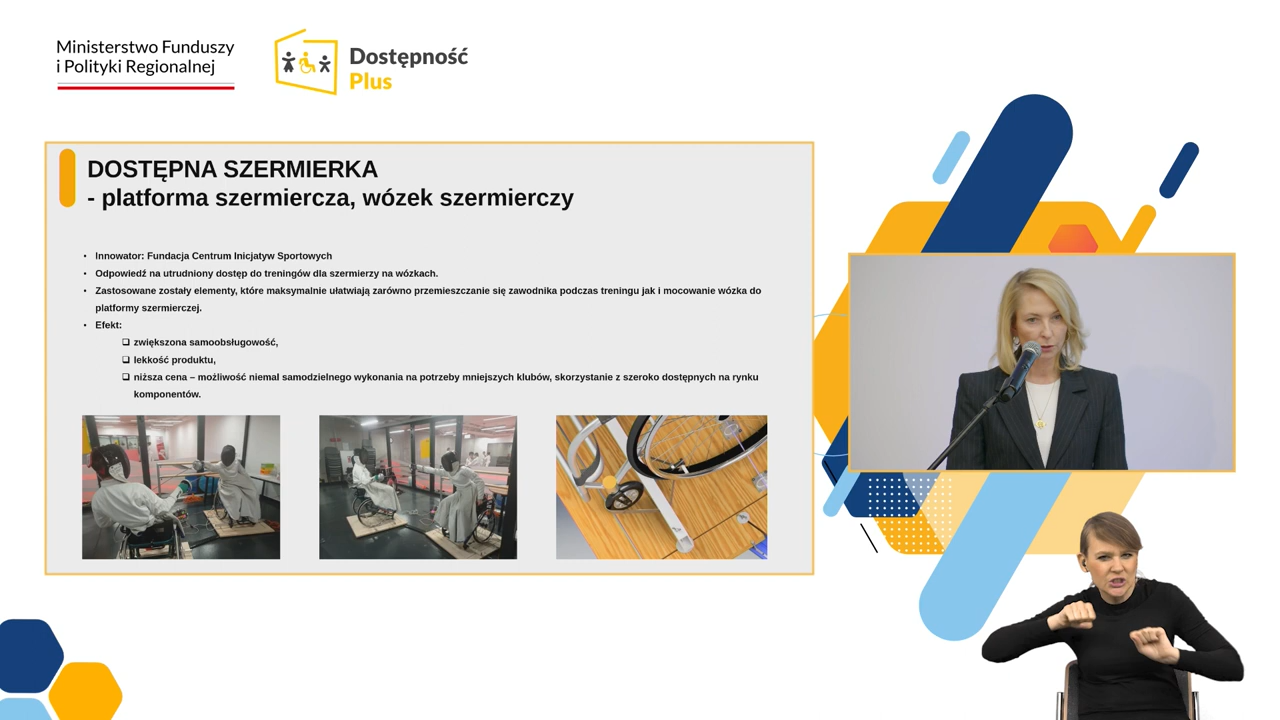 Ministerstwo Funduszy
i Polityki Regionalnej
Dostępność
Plus
DOSTĘPNA SZERMIERKA
- platforma szermiercza, wózek szermierczy
• Innowator: Fundacja Centrum Inicjatyw Sportowych
• Odpowiedź na utrudniony dostęp do treningów dla szermierzy na wózkach.
• Zastosowane zostały elementy, które maksymalnie ułatwiają zarówno przemieszczanie się zawodnika podczas treningu jak i mocowanie wózka do
platformy szermierczej.
• Efekt:
❑ zwiększona samoobsługowość,
❑ lekkość produktu,
❑ niższa cena – możliwość niemal samodzielnego wykonania na potrzeby mniejszych klubów, skorzystanie z szeroko dostępnych na rynku
komponentów.